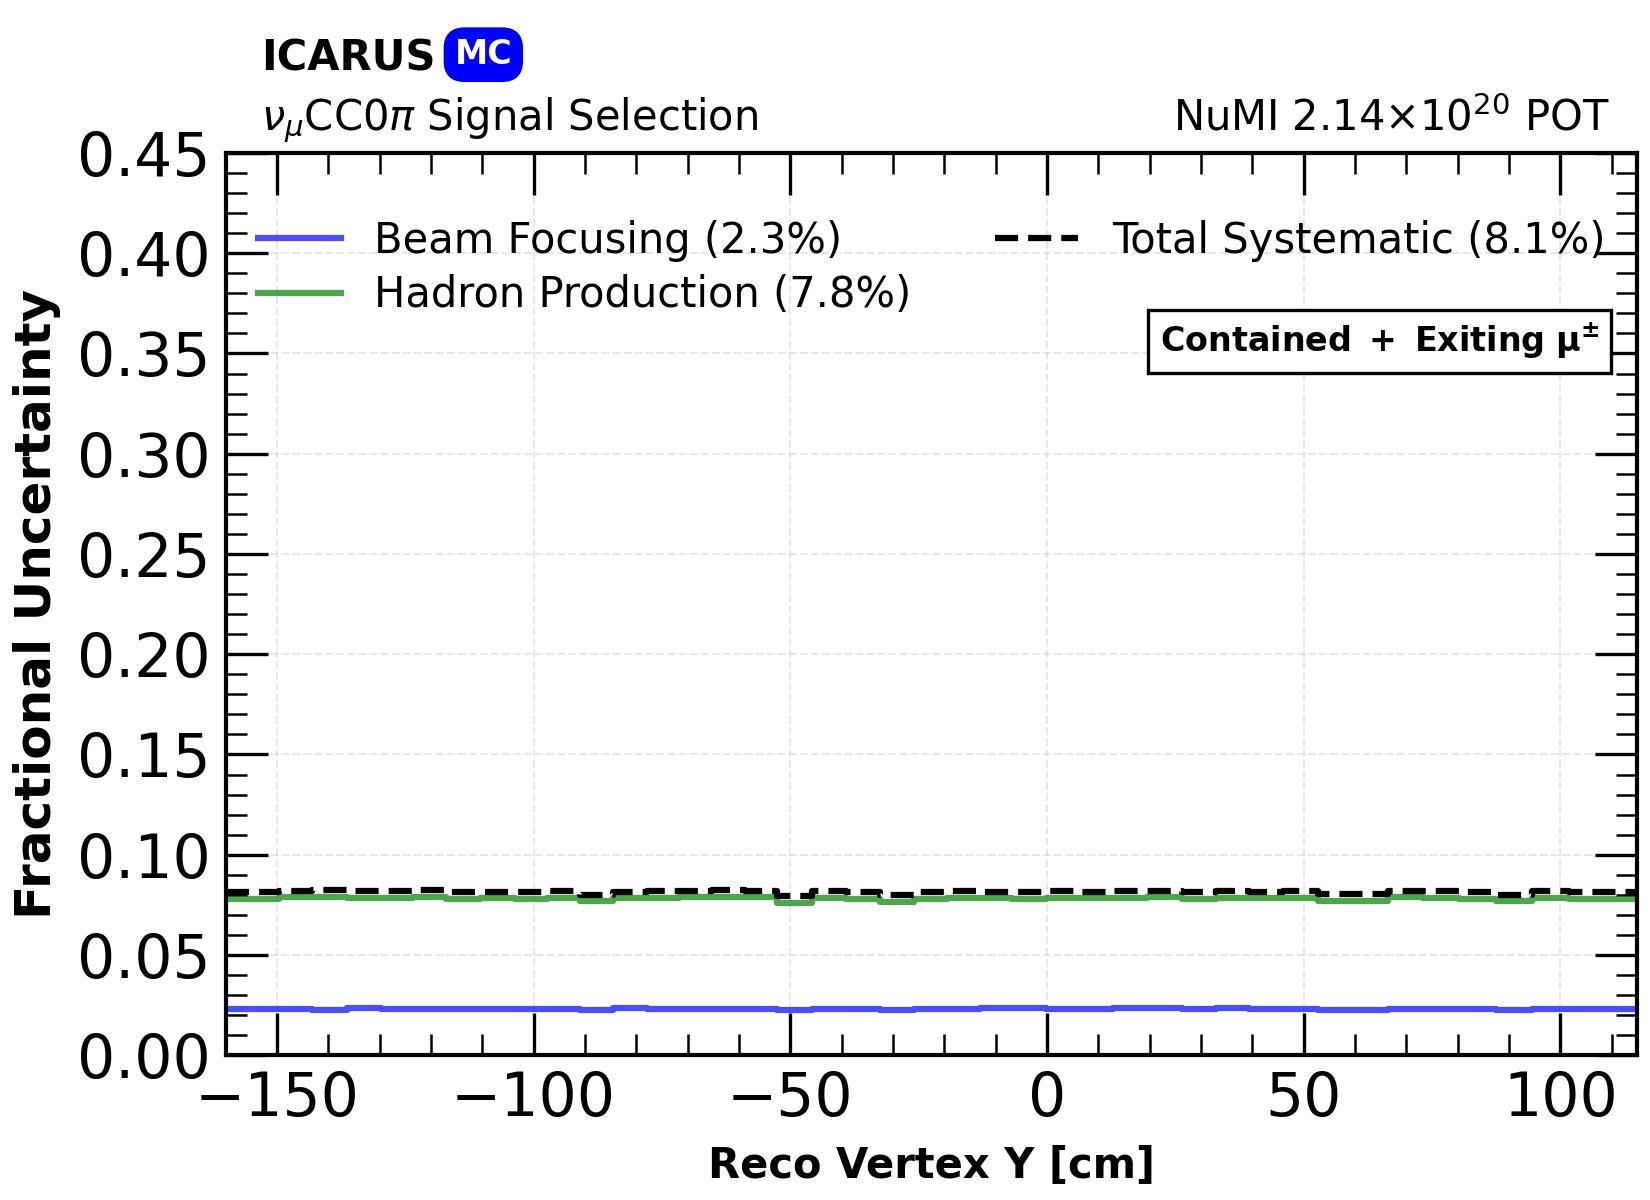 ICARUS MC
νμCC0π Signal Selection
NuMI 2.14×10²⁰ POT
0.45
0.40
0.35
0.30
0.25
0.20
0.15
0.10
0.05
0.00
Fractional Uncertainty
Beam Focusing (2.3%)
Hadron Production (7.8%)
Total Systematic (8.1%)
Contained + Exiting μ±
−150 −100 −50 0 50 100
Reco Vertex Y [cm]